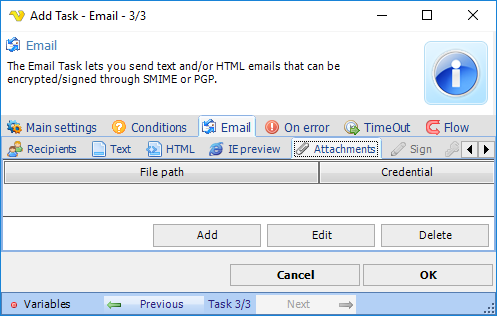 Add Task - Email - 3/3
Email
The Email Task lets you send text and/or HTML emails that can be
encrypted/signed through SMIME or PGP.
Main settings Conditions Email On error TimeOut Flow
Recipients Text HTML IE preview Attachments Sign
File path Credential
Add Edit Delete
Cancel OK
Variables Previous Task 3/3 Next